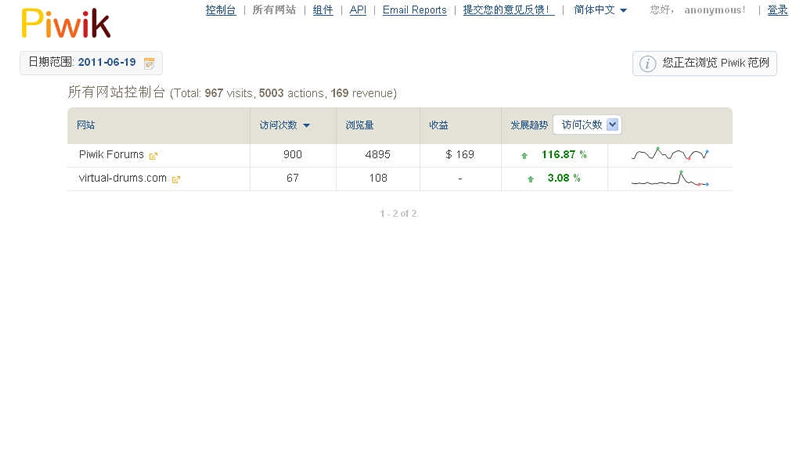 Piwik
控制台 | 所有网站 | 组件 | API | Email Reports | 提交您的意见反馈! | 简体中文 您好, anonymous! | 登录
日期范围: 2011-06-19
您正在浏览 Piwik 范例
所有网站控制台 (Total: 967 visits, 5003 actions, 169 revenue)
网站 访问次数 浏览量 收益 发展趋势 访问次数
Piwik Forums 900 4895 $ 169 116.87 %
virtual-drums.com 67 108 - 3.08 %
1 - 2 of 2